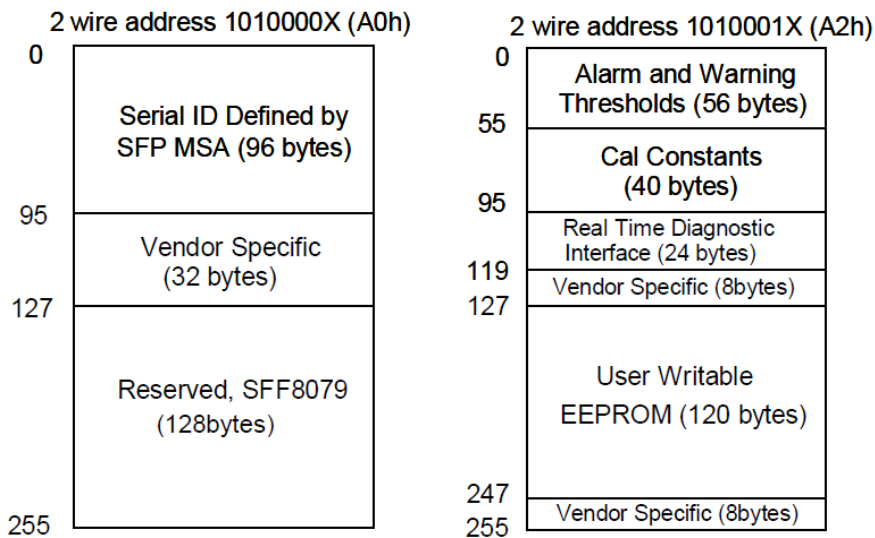 2 wire address 1010000X (A0h)
0
Serial ID Defined by
SFP MSA (96 bytes)
95
Vendor Specific
(32 bytes)
127
Reserved, SFF8079
(128bytes)
255
2 wire address 1010001X (A2h)
0
Alarm and Warning
Thresholds (56 bytes)
55
Cal Constants
(40 bytes)
95
Real Time Diagnostic
Interface (24 bytes)
119
Vendor Specific (8bytes)
127
User Writable
EEPROM (120 bytes)
247
Vendor Specific (8bytes)
255